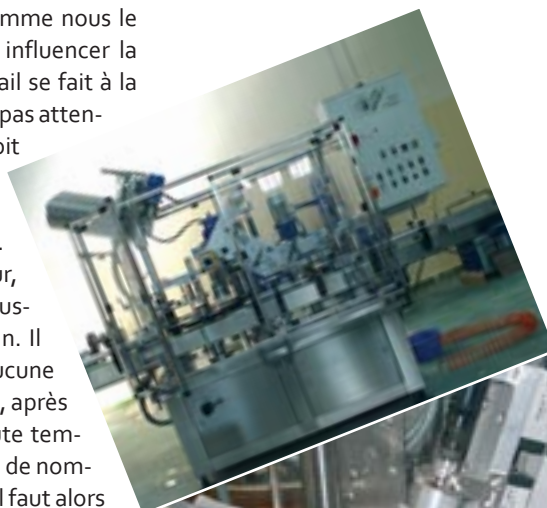 mme nous le
influencer la
ail se fait à la
pas atten-
oit
.
ur,
us-
n. Il
ucune
, après
ute tem-
de nom-
l faut alors